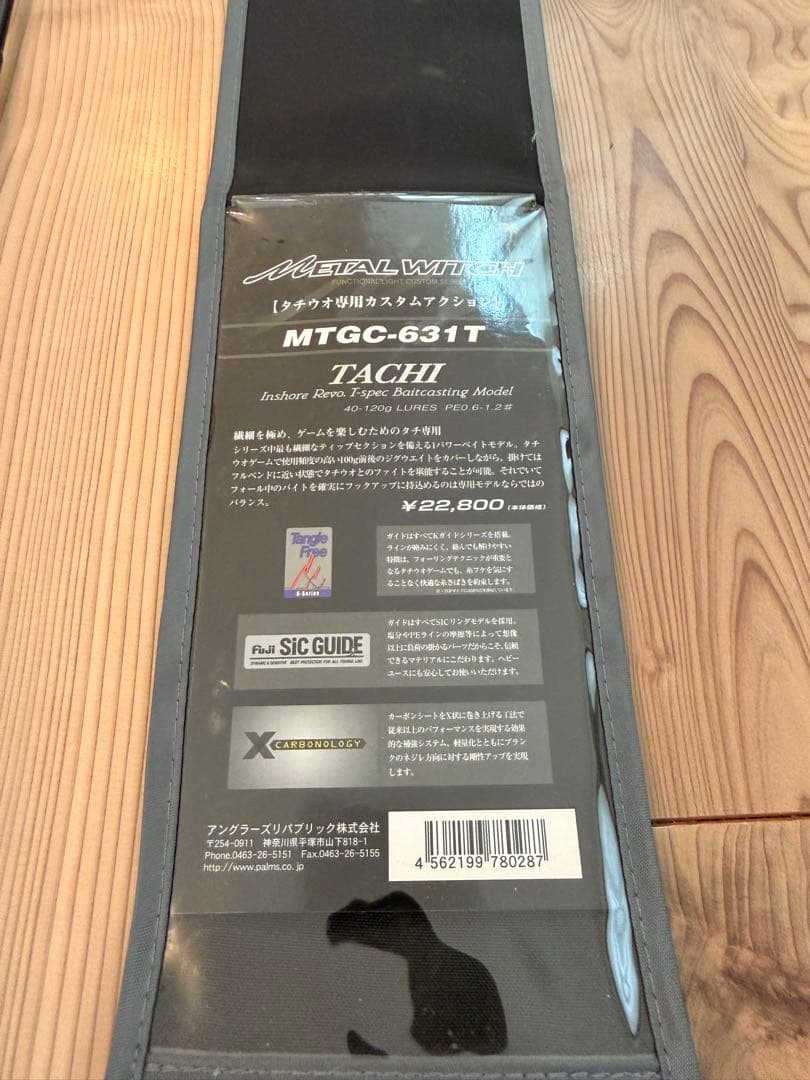 METAL WITCH
FUNCTIONAL LIGHT CUSTOM SERIES
【タチウオ専用カスタムアクション】
MTGC-631T
TACHI
Inshore Revo. T-spec Baitcasting Model
40-120g LURES PE0.6-1.2#
繊細を極め、ゲームを楽しむためのタチ専用
シリーズ中最も繊細なティップセクションを備える1パワーベイトモデル。タチ
ウオゲームで使用頻度の高い100g前後のジグウエイトをカバーしながら、掛けては
フルベンドに近い状態でタチウオとのファイトを堪能することが可能。それでいて
フォール中のバイトを確実にフックアップに持込めるのは専用モデルならではの
バランス。
¥22,800(本体価格)
Tangle
Free
K-Series
ガイドはすべてKガイドシリーズを搭載。
ラインが絡みにくく、絡んでも解けやすい
特徴は、フォーリングテクニックが重要と
なるタチウオゲームでも、糸フケを気にす
ることなく快適な糸さばきを約束します。
Fuji SiC GUIDE
DYNAMIC & SENSITIVE BEST PROTECTION FOR ALL FISHING LINE
ガイドはすべてSICリングモデルを採用。
塩分やPEラインの摩擦等によって想像
以上に負荷の掛かるパーツだからこそ、信頼
できるマテリアルにこだわります。ヘビー
ユースにも安心してお使いいただけます。
X CARBONOLOGY
カーボンシートをX状に巻き上げる工法で
従来以上のパフォーマンスを実現する効果
的な補強システム。軽量化とともにブラン
クのネジレ方向に対する剛性アップを実現
します。
アングラーズリパブリック株式会社
〒254-0911 神奈川県平塚市山下818-1
Phone.0463-26-5151 Fax.0463-26-5155
http://www.palms.co.jp
4 562199 780287